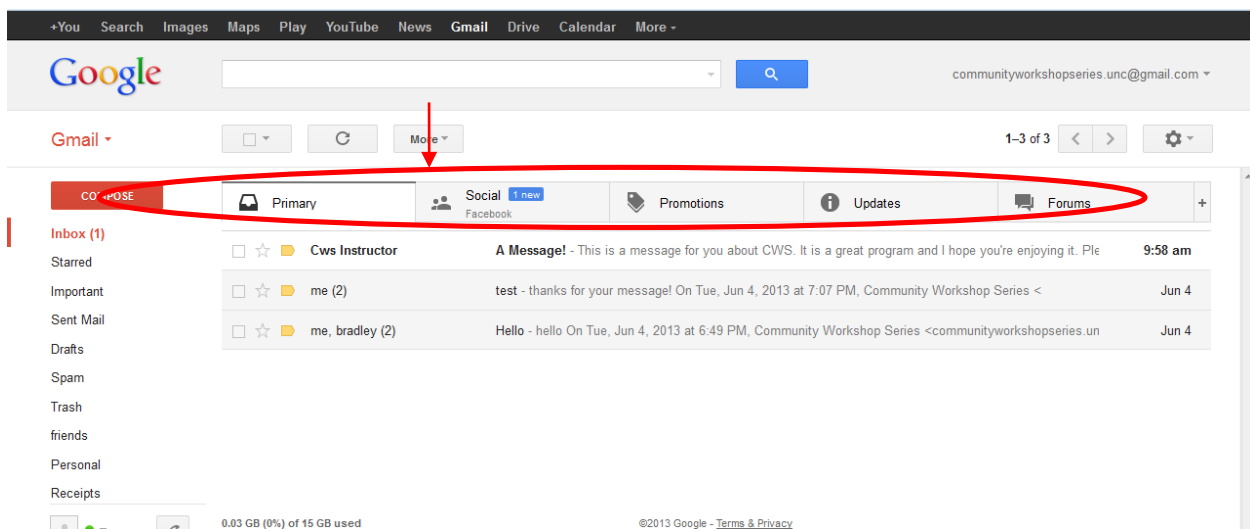 +You Search Images Maps Play YouTube News Gmail Drive Calendar More
Google
communityworkshopseries.unc@gmail.com
Gmail
More
1–3 of 3
COMPOSE
Primary
Social 1 new
Facebook
Promotions
Updates
Forums
+
Inbox (1)
Starred
Important
Sent Mail
Drafts
Spam
Trash
friends
Personal
Receipts
Cws Instructor A Message! - This is a message for you about CWS. It is a great program and I hope you're enjoying it. Ple 9:58 am
me (2) test - thanks for your message! On Tue, Jun 4, 2013 at 7:07 PM, Community Workshop Series < Jun 4
me, bradley (2) Hello - hello On Tue, Jun 4, 2013 at 6:49 PM, Community Workshop Series <communityworkshopseries.un Jun 4
0.03 GB (0%) of 15 GB used
©2013 Google - Terms & Privacy